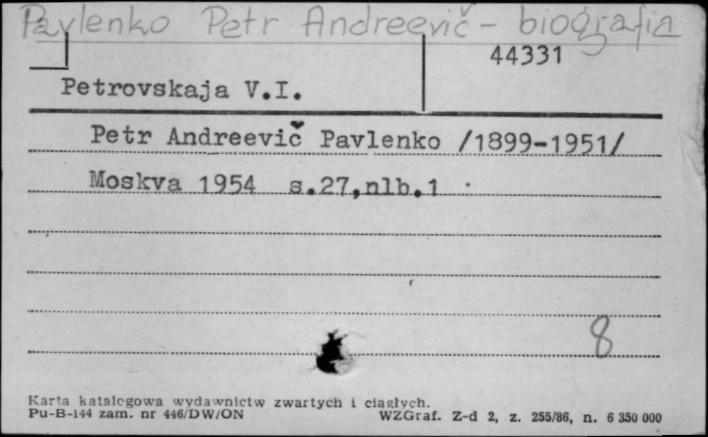 Pavlenko Petr Andreevič - biografia
44331
Petrovskaja V.I.
Petr Andreevič Pavlenko /1899-1951/
Moskva 1954 s.27,nlb.1
8
Karta katalogowa wydawnictw zwartych i ciągłych.
Pu-B-144 zam. nr 446/DW/ON WZGraf. Z-d 2, z. 255/86, n. 6 350 000